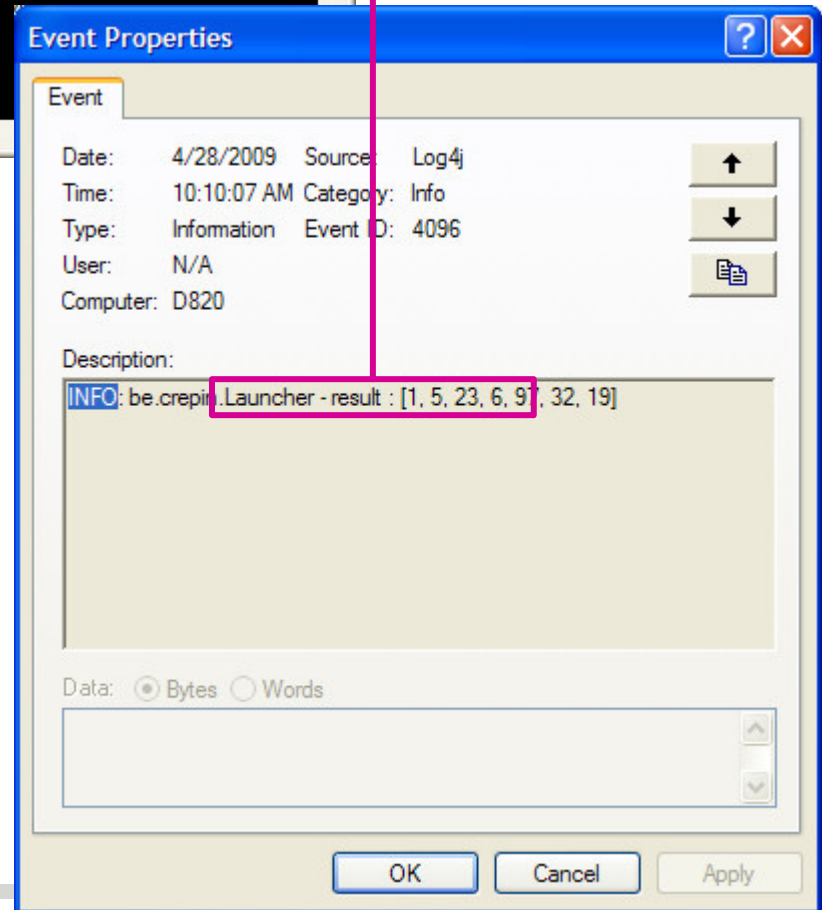 Event Properties
Event
Date: 4/28/2009 Source: Log4j
Time: 10:10:07 AM Category: Info
Type: Information Event ID: 4096
User: N/A
Computer: D820
Description:
INFO: be.crepin.Launcher - result : [1, 5, 23, 6, 97, 32, 19]
Data: Bytes Words
OK Cancel Apply